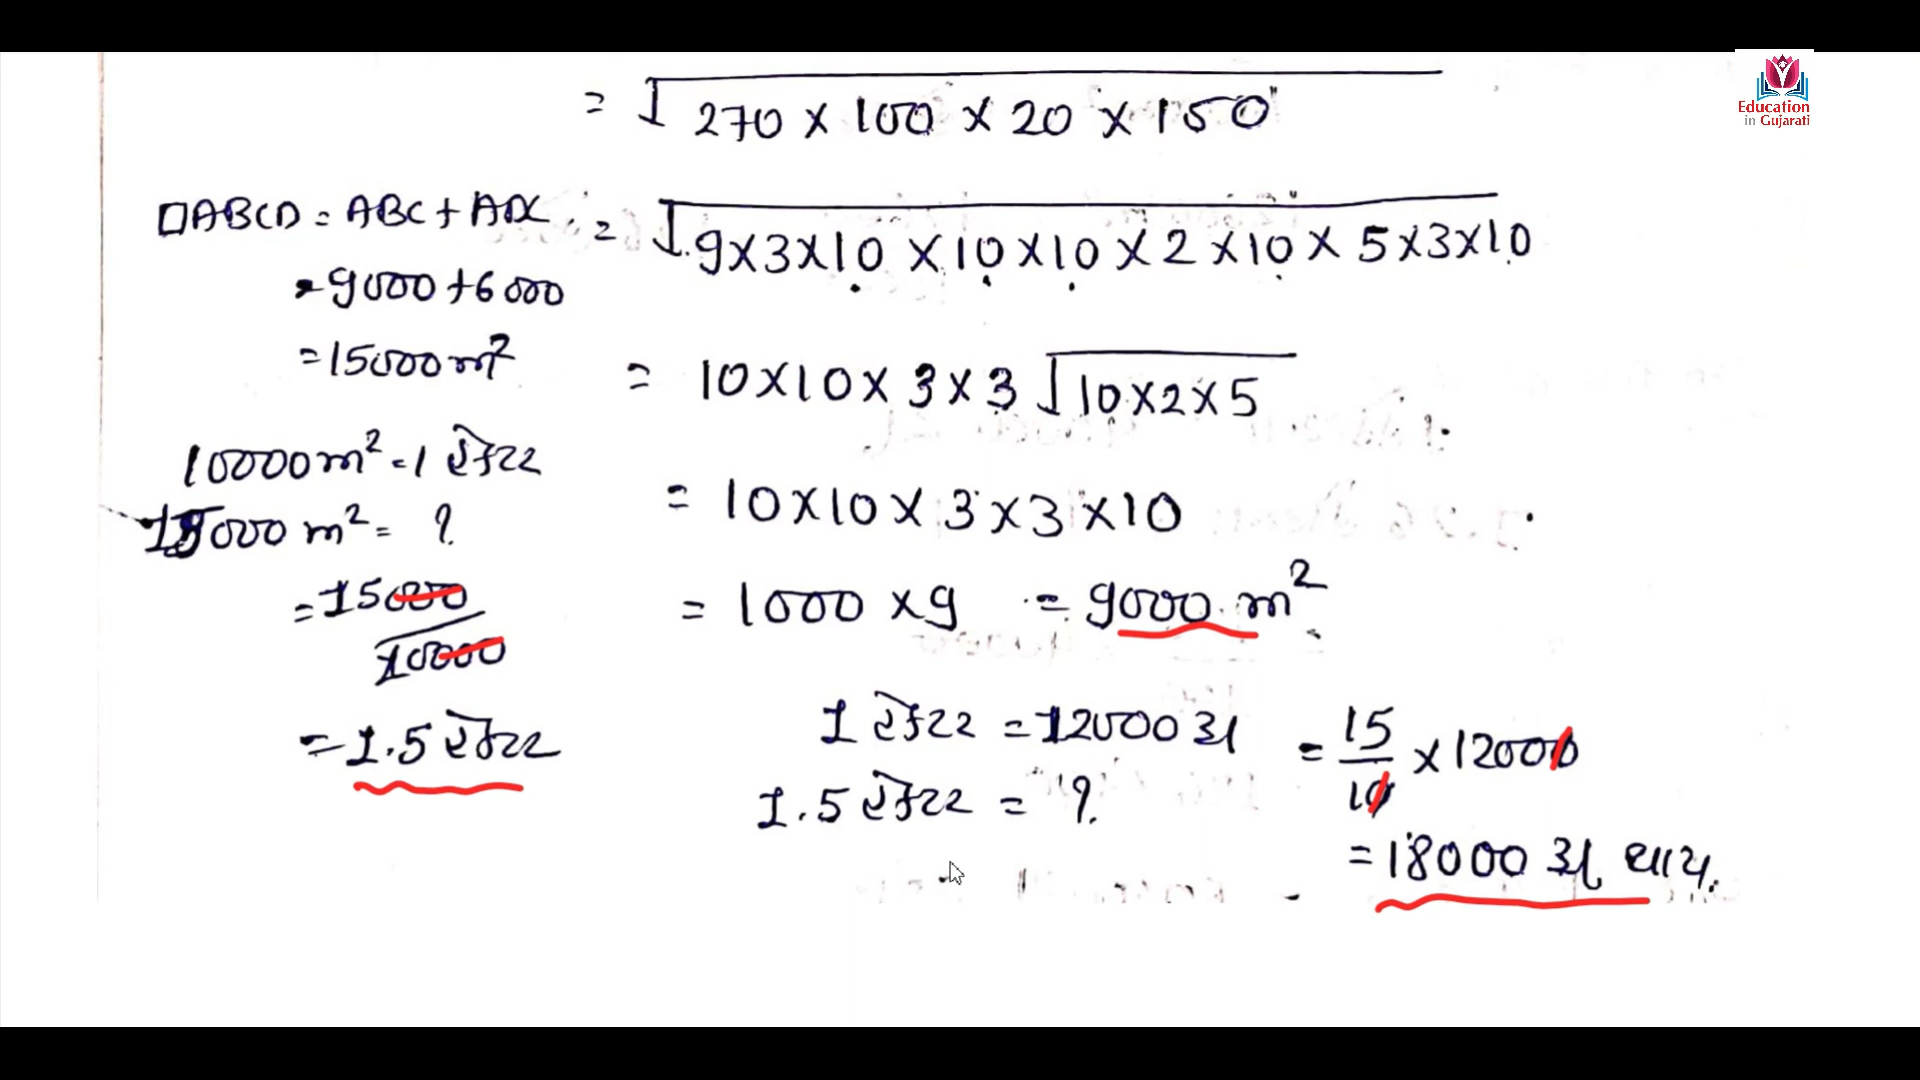 = √270 × 100 × 20 × 150
Education
in Gujarati
□ABCD = ABC + ADC
= √9×3×10 ×10×10 ×2 ×10× 5×3×10
= 9000 + 6000
= 15000 m²
= 10×10× 3×3 √10×2×5
10000 m² = 1 હેક્ટર
15000 m² = ?
= 10×10× 3×3×10
= 15000/10000
= 1000 ×9 = 9000 m²
= 1.5 હેક્ટર
1 હેક્ટર = 12000 રૂ
= 15/10 × 12000
1.5 હેક્ટર = ?
= 18000 રૂ થાય.